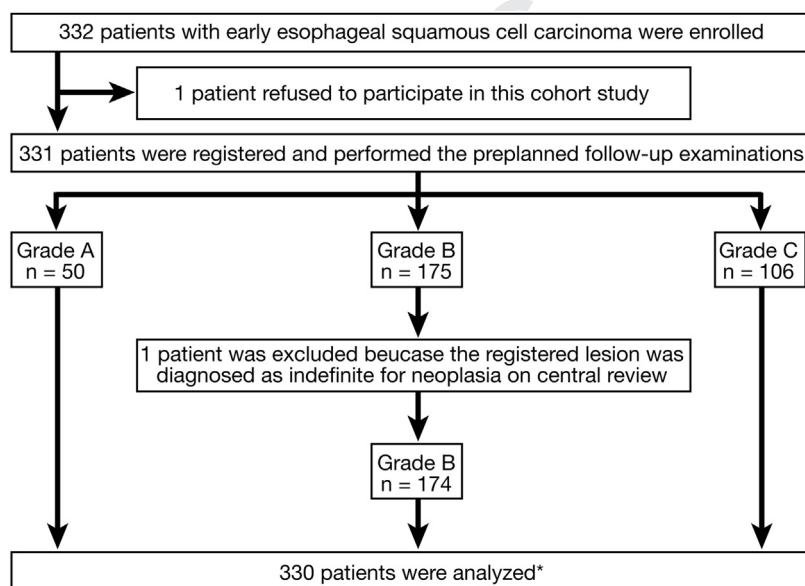 332 patients with early esophageal squamous cell carcinoma were enrolled
1 patient refused to participate in this cohort study
331 patients were registered and performed the preplanned follow-up examinations
Grade A
n = 50
Grade B
n = 175
Grade C
n = 106
1 patient was excluded beucase the registered lesion was
diagnosed as indefinite for neoplasia on central review
Grade B
n = 174
330 patients were analyzed*